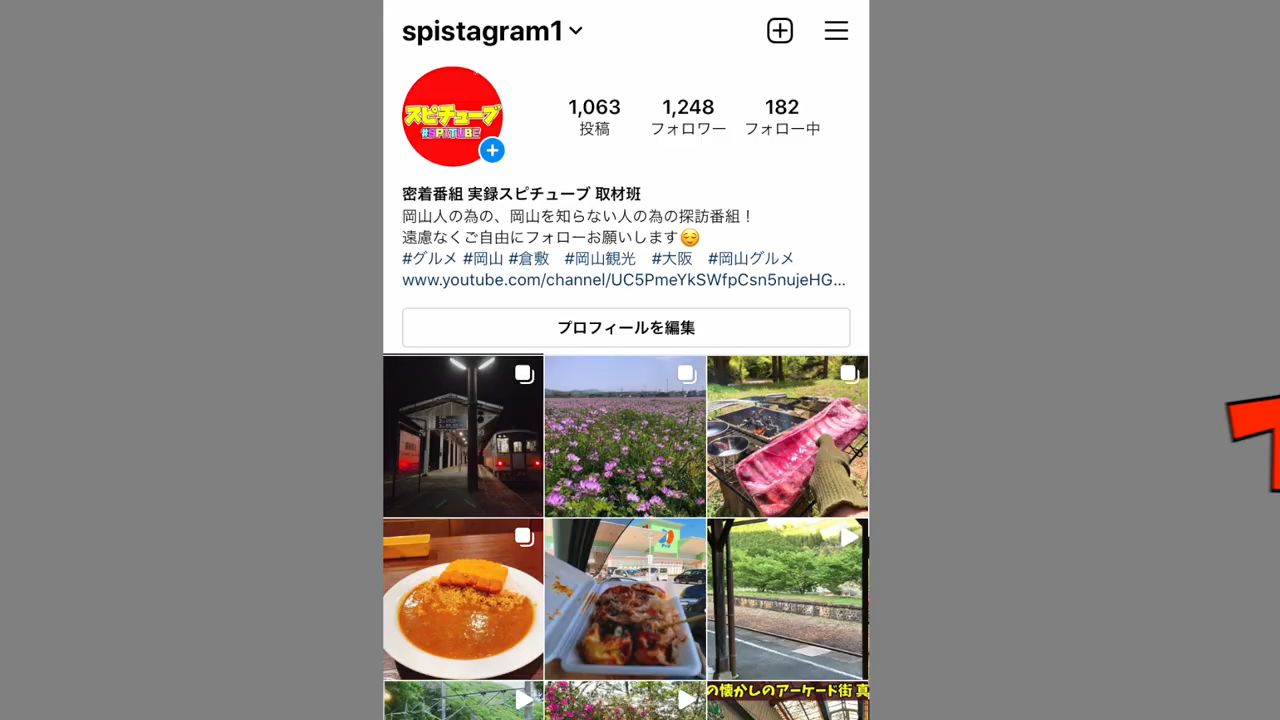 spistagram1
スピチューブ
#SPITUBE
1,063
投稿
1,248
フォロワー
182
フォロー中
密着番組 実録スピチューブ 取材班
岡山人の為の、岡山を知らない人の為の探訪番組！
遠慮なくご自由にフォローお願いします😌
#グルメ #岡山 #倉敷 #岡山観光 #大阪 #岡山グルメ
www.youtube.com/channel/UC5PmeYkSWfpCsn5nujeHG...
プロフィールを編集
の懐かしのアーケード街 真